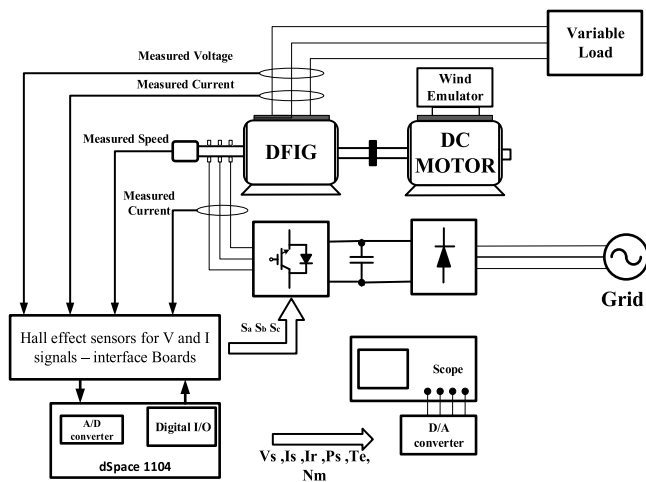 Measured Voltage
Variable
Load
Measured Current
Wind
Emulator
Measured Speed
DFIG
DC
MOTOR
Measured
Current
Grid
Sa Sb Sc
Hall effect sensors for V and I
signals – interface Boards
Scope
A/D
converter
Digital I/O
D/A
converter
dSpace 1104
Vs ,Is ,Ir ,Ps ,Te,
Nm